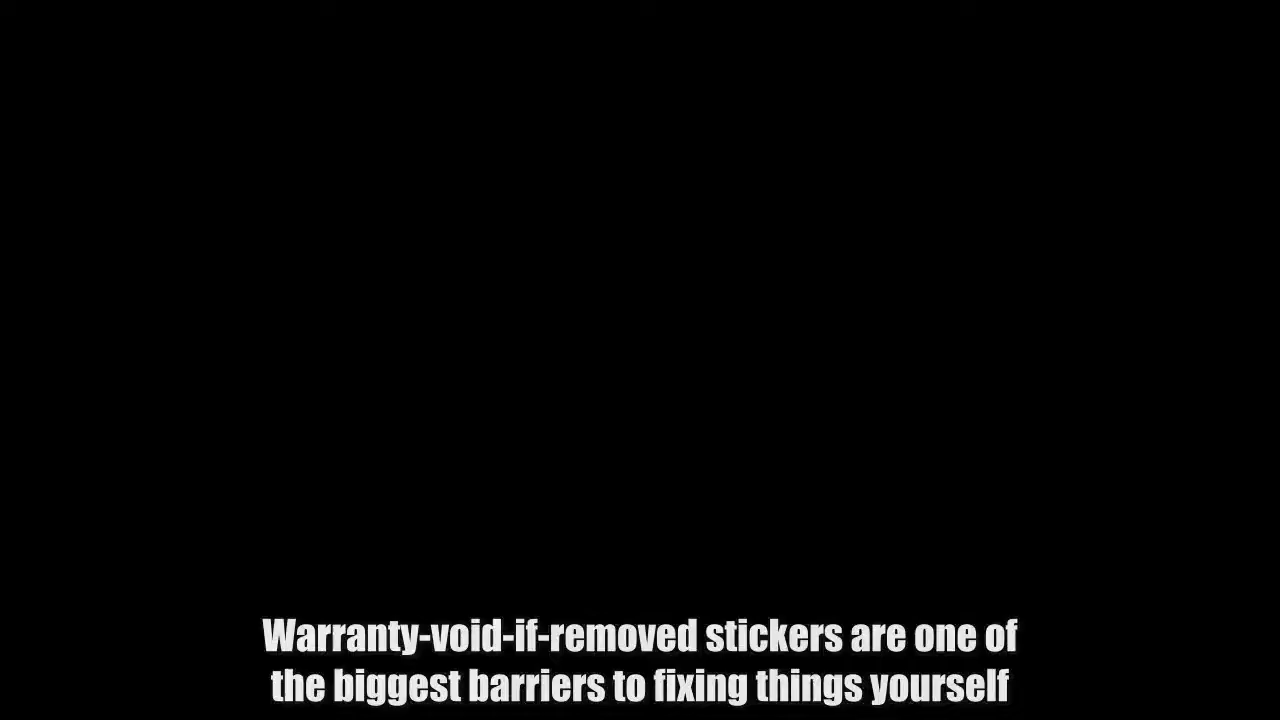 Warranty-void-if-removed stickers are one of
the biggest barriers to fixing things yourself